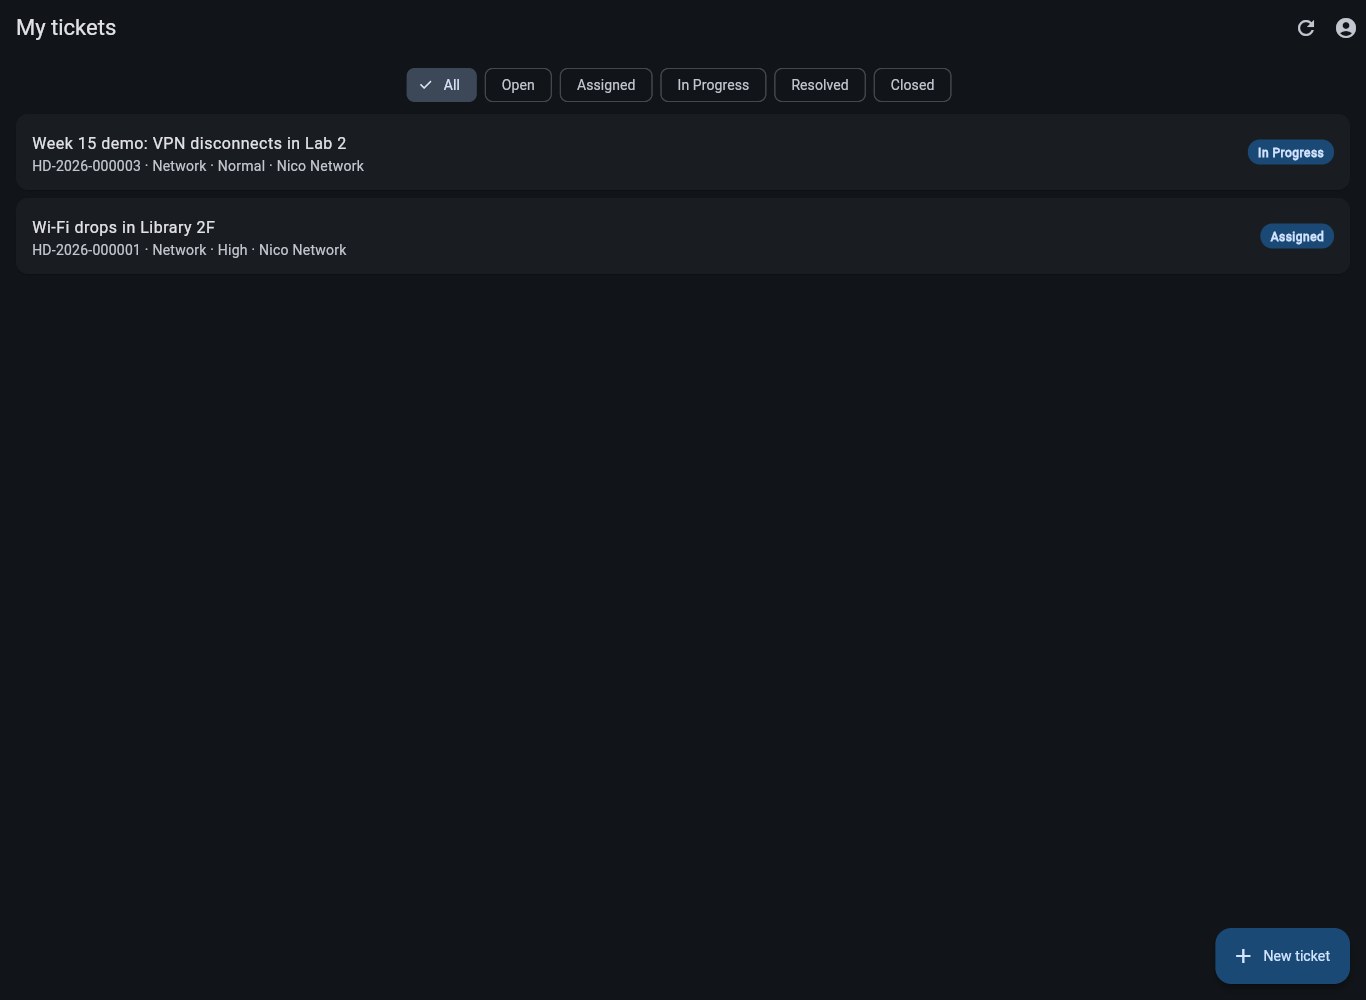 My tickets
All
Open
Assigned
In Progress
Resolved
Closed
Week 15 demo: VPN disconnects in Lab 2
HD-2026-000003 · Network · Normal · Nico Network
In Progress
Wi-Fi drops in Library 2F
HD-2026-000001 · Network · High · Nico Network
Assigned
New ticket